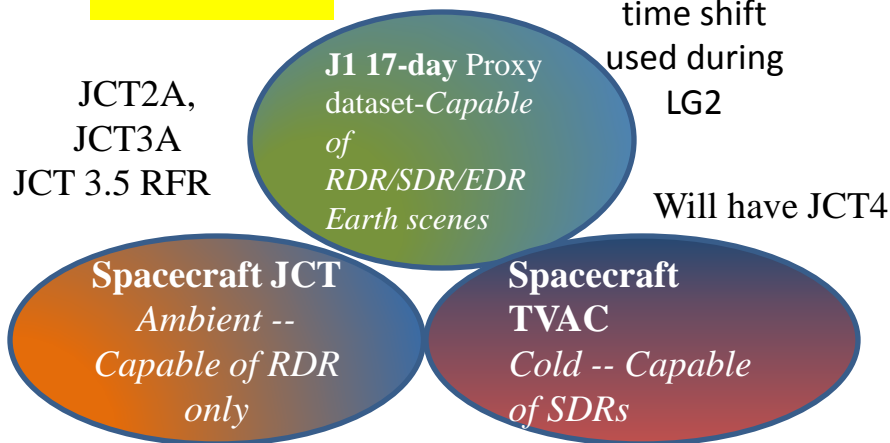 time shift
used during
LG2
J1 17-day Proxy
dataset-Capable
of
RDR/SDR/EDR
Earth scenes
JCT2A,
JCT3A
JCT 3.5 RFR
Will have JCT4
Spacecraft JCT
Ambient --
Capable of RDR
only
Spacecraft
TVAC
Cold -- Capable
of SDRs